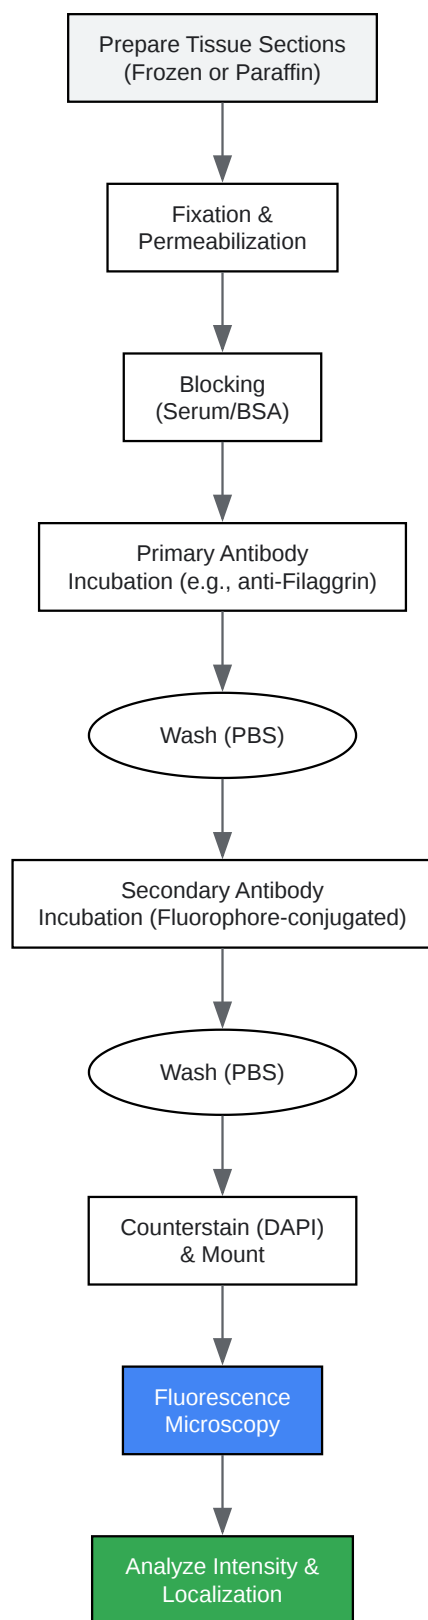 Prepare Tissue Sections
(Frozen or Paraffin)
Fixation &
Permeabilization
Blocking
(Serum/BSA)
Primary Antibody
Incubation (e.g., anti-Filaggrin)
Wash (PBS)
Secondary Antibody
Incubation (Fluorophore-conjugated)
Wash (PBS)
Counterstain (DAPI)
& Mount
Fluorescence
Microscopy
Analyze Intensity &
Localization